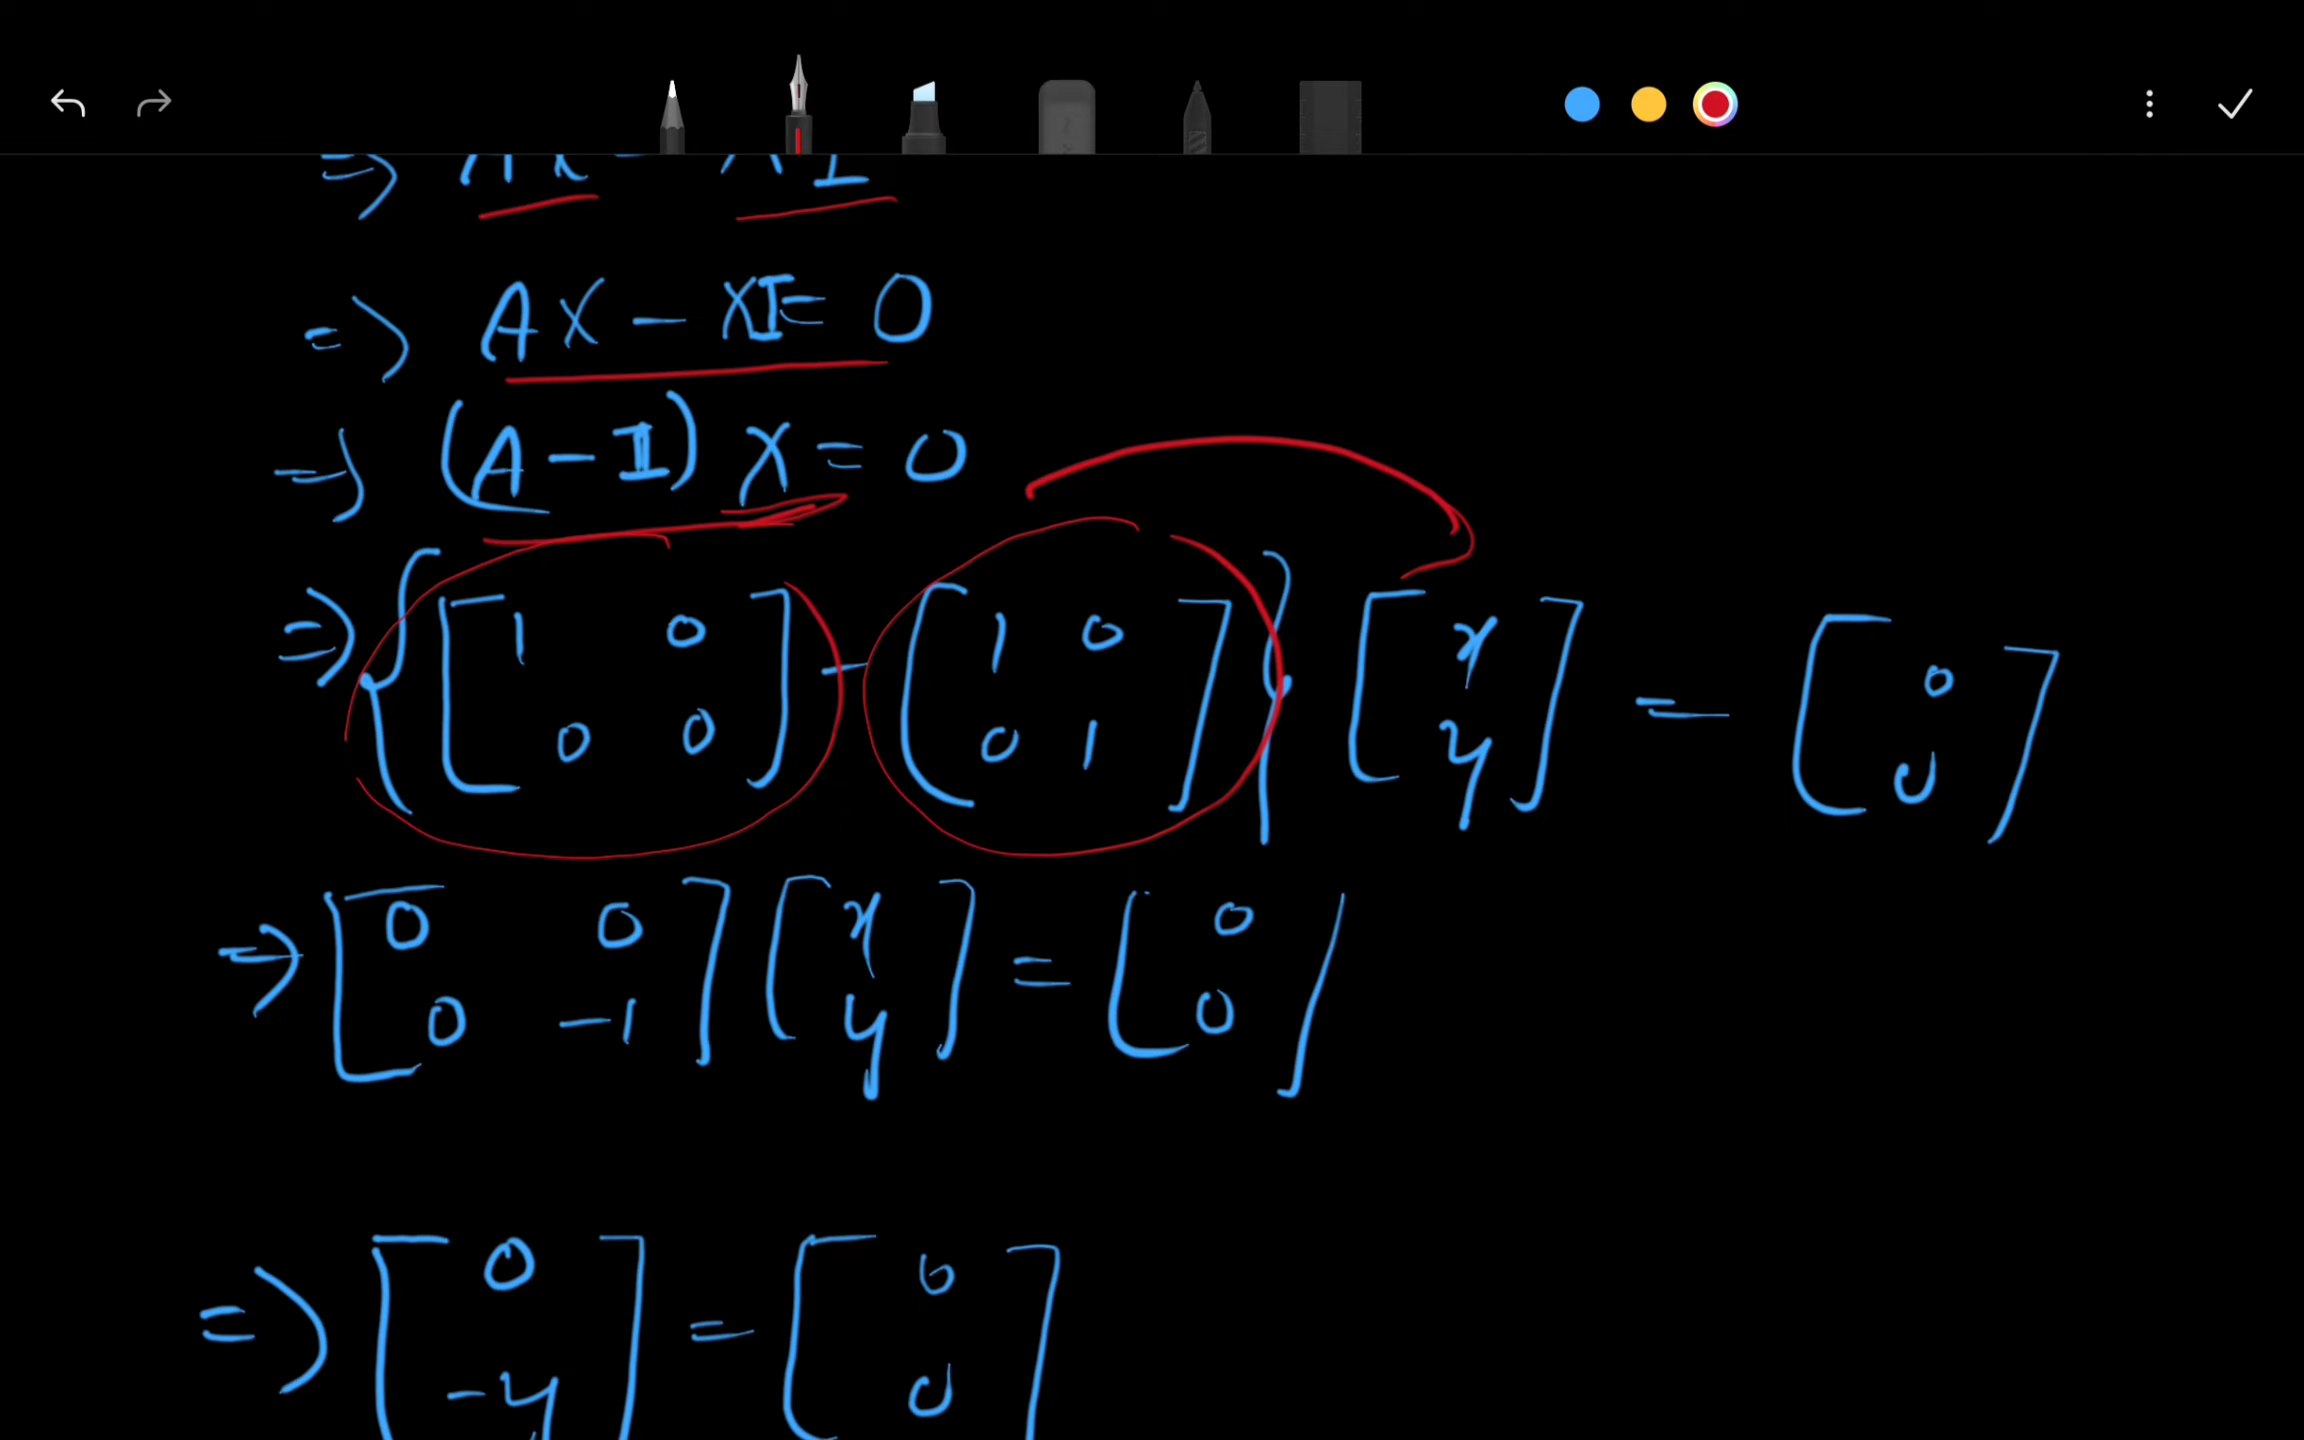 => AX - XI = 0
=> (A - I) X = 0
=> { [ 1 0 0 0 ] - [ 1 0 0 1 ] } [ x y ] = [ 0 0 ]
=> [ 0 0 0 -1 ] [ x y ] = [ 0 0 ]
=> [ 0 -y ] = [ 0 0 ]